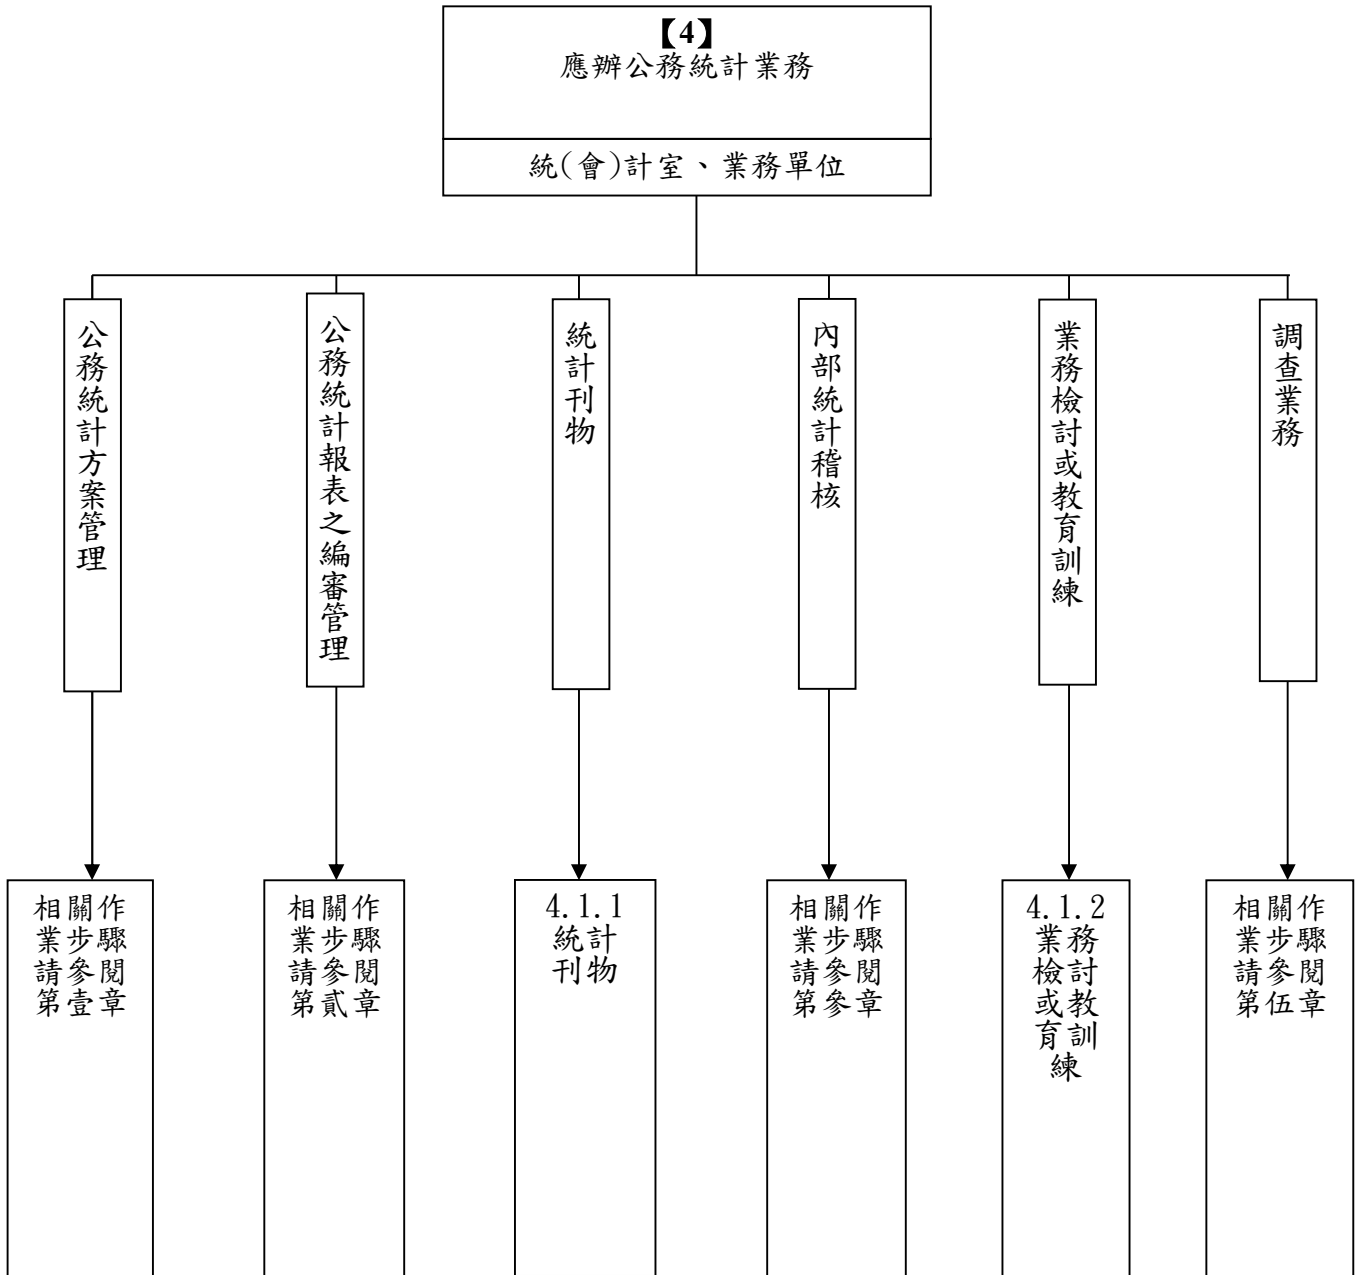 【4】
應辦公務統計業務
統(會)計室、業務單位
公務統計方案管理
公務統計報表之編審管理
統計刊物
內部統計稽核
業務檢討或教育訓練
調查業務
相關作
業步驟
請參閱
第壹章
相關作
業步驟
請參閱
第貳章
4.1.1
統計
刊物
相關作
業步驟
請參閱
第參章
4.1.2
業務
檢討
或教
育訓
練
相關作
業步驟
請參閱
第伍章